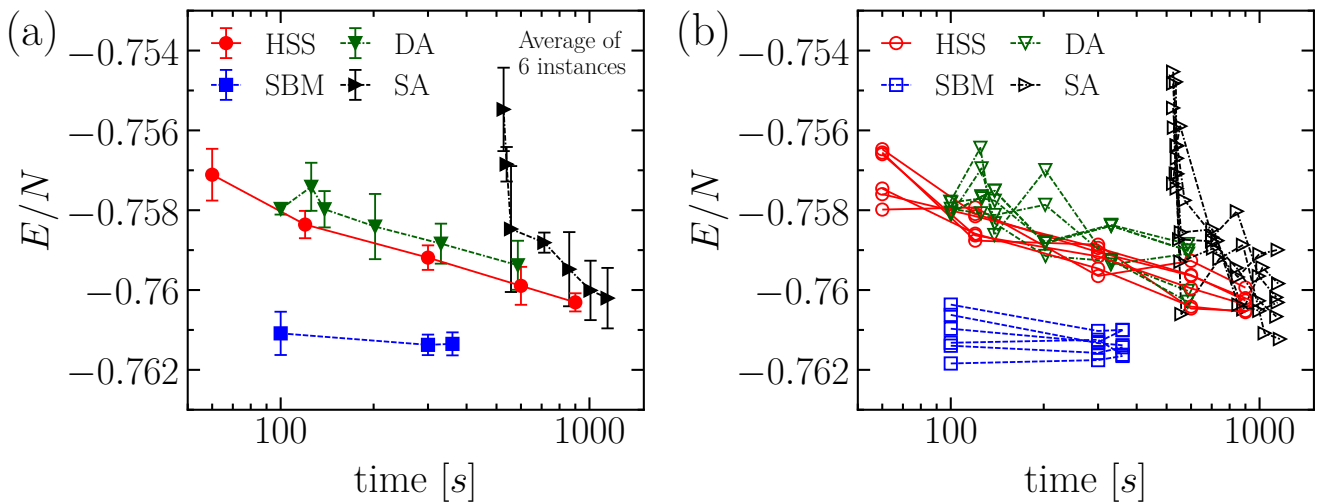 (a)
HSS
DA
SBM
SA
Average of
6 instances
−0.754
−0.756
−0.758
−0.76
−0.762
E/N
100
1000
time [s]
(b)
HSS
DA
SBM
SA
−0.754
−0.756
−0.758
−0.76
−0.762
E/N
100
1000
time [s]